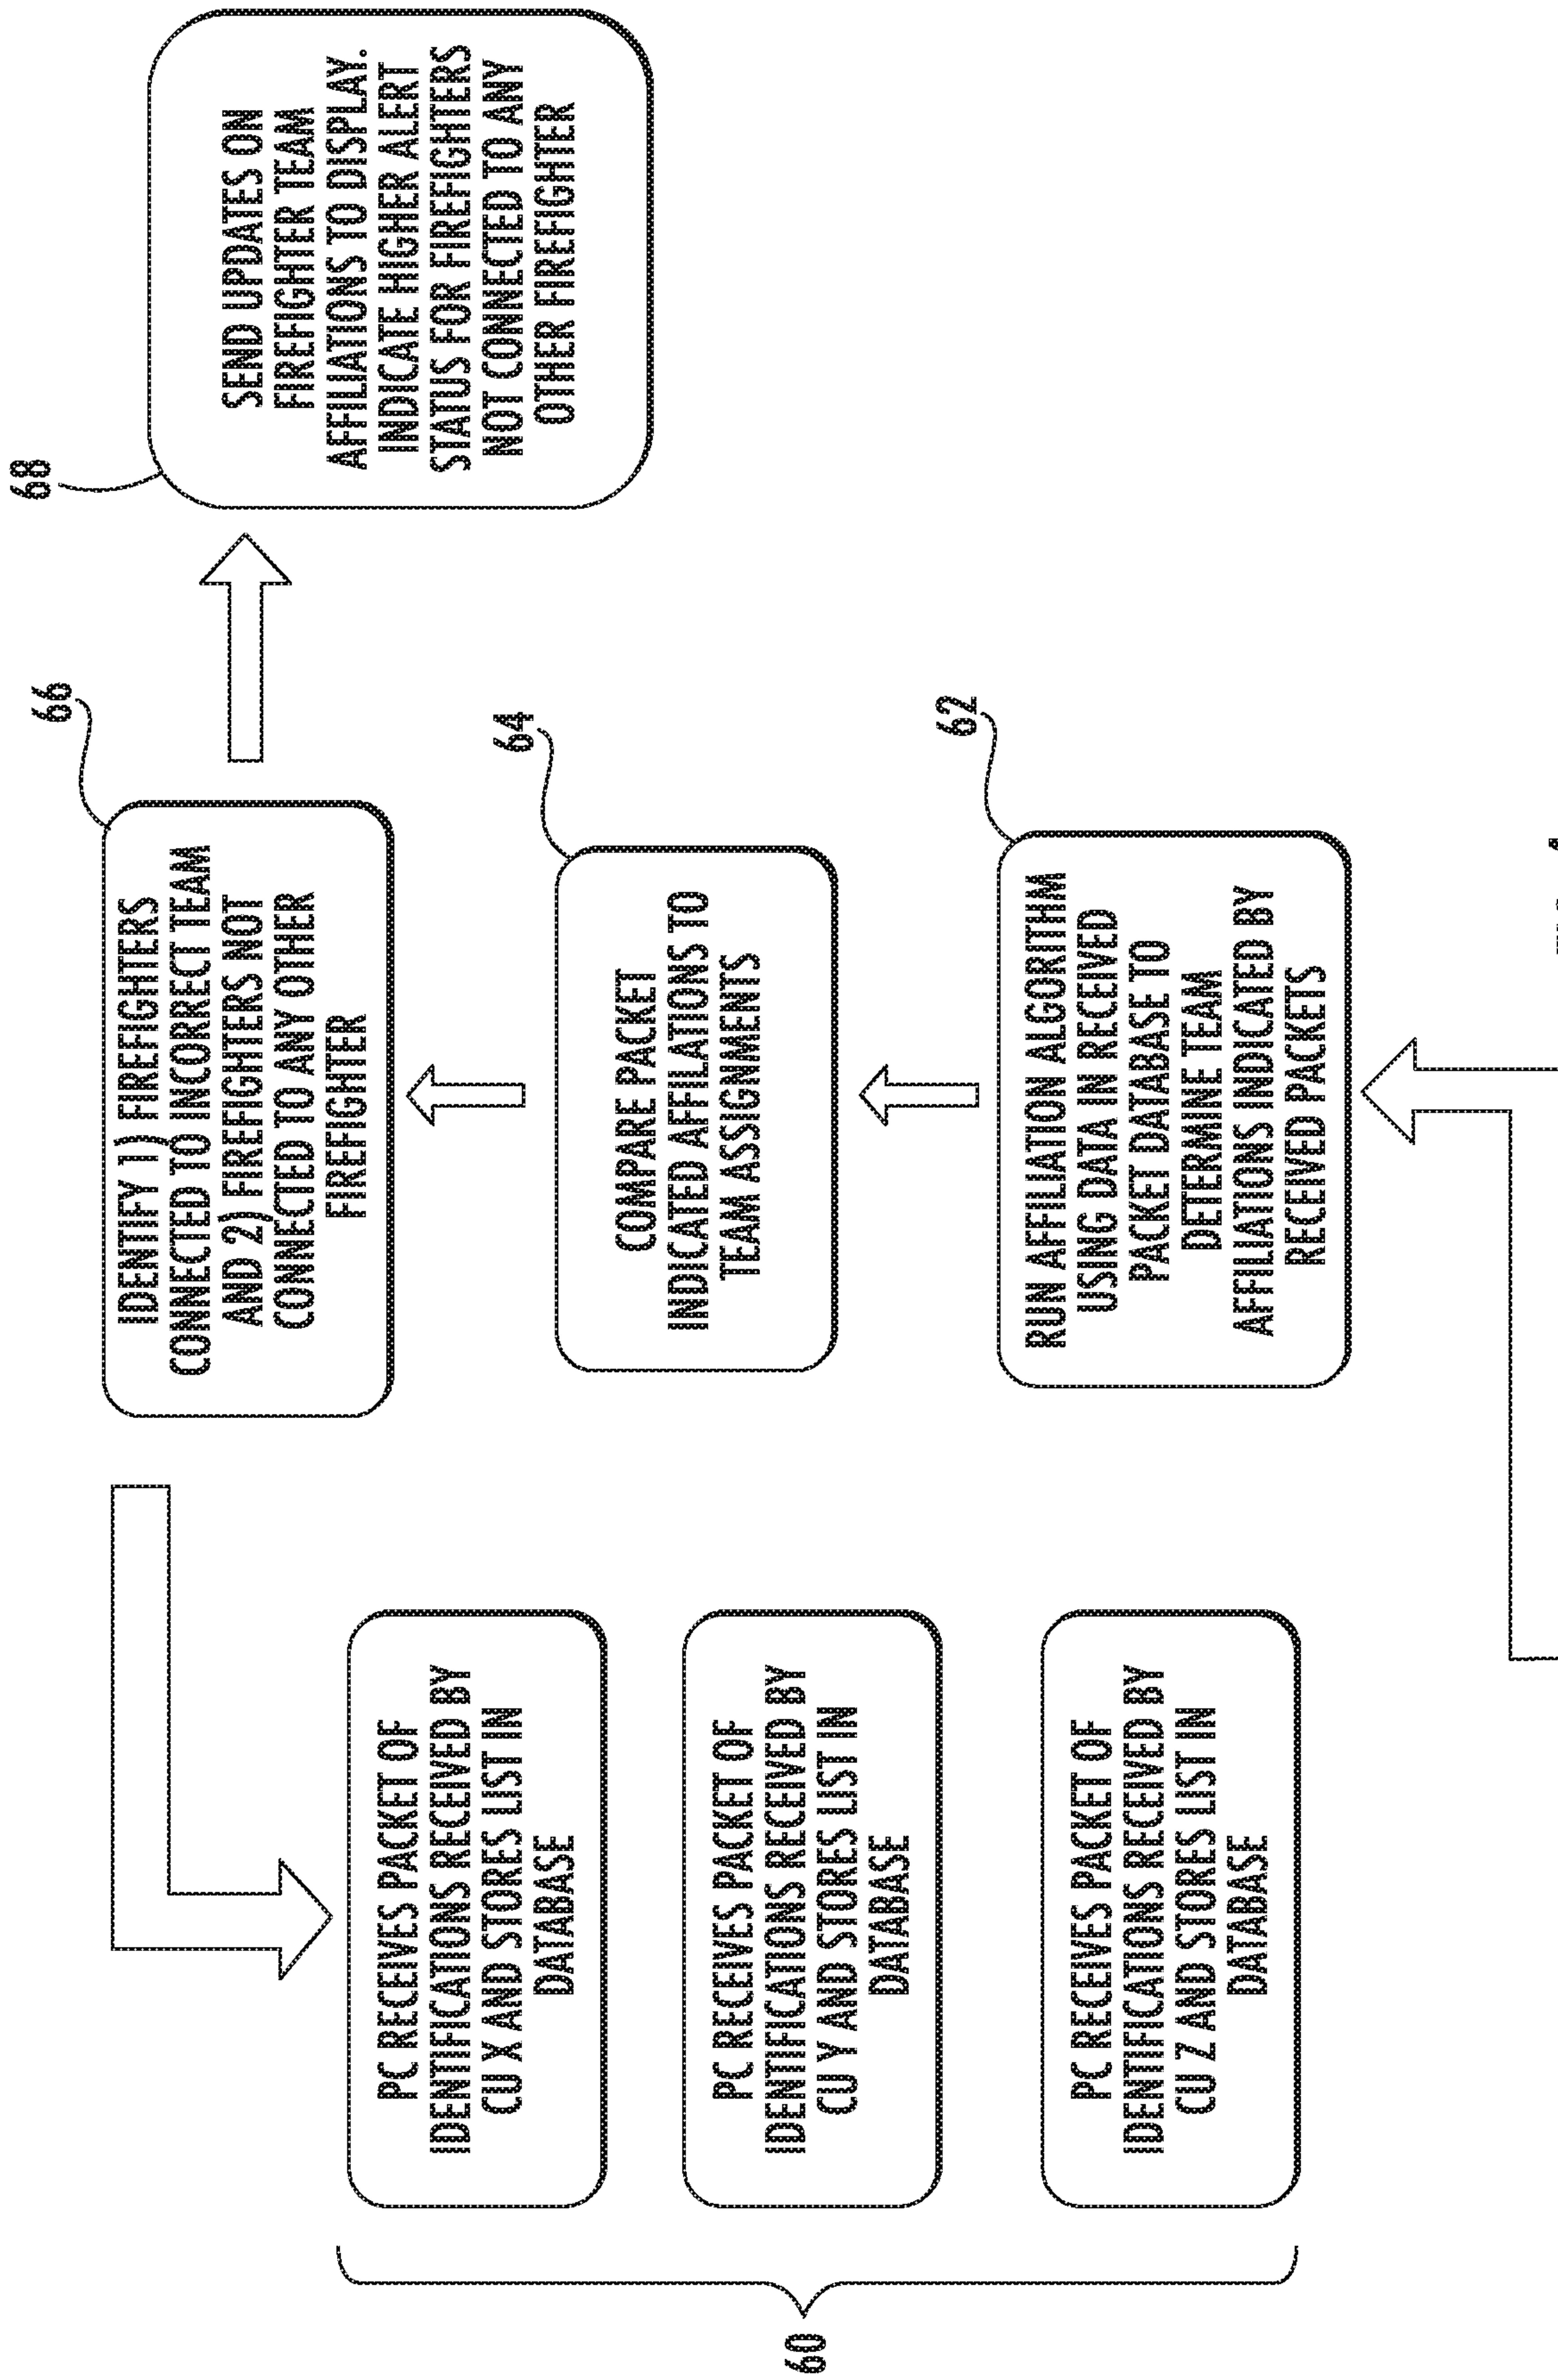 60
PC RECEIVES PACKET OF
IDENTIFICATIONS RECEIVED BY
CU X AND STORES LIST IN
DATABASE
PC RECEIVES PACKET OF
IDENTIFICATIONS RECEIVED BY
CU Y AND STORES LIST IN
DATABASE
PC RECEIVES PACKET OF
IDENTIFICATIONS RECEIVED BY
CU Z AND STORES LIST IN
DATABASE
62
RUN AFFILIATION ALGORITHM
USING DATA IN RECEIVED
PACKET DATABASE TO
DETERMINE TEAM
AFFILIATIONS INDICATED BY
RECEIVED PACKETS
64
COMPARE PACKET
INDICATED AFFILATIONS TO
TEAM ASSIGNMENTS
66
IDENTIFY 1) FIREFIGHTERS
CONNECTED TO INCORRECT TEAM
AND 2) FIREFIGHTERS NOT
CONNECTED TO ANY OTHER
FIREFIGHTER
68
SEND UPDATES ON
FIREFIGHTER TEAM
AFFILIATIONS TO DISPLAY.
INDICATE HIGHER ALERT
STATUS FOR FIREFIGHTERS
NOT CONNECTED TO ANY
OTHER FIREFIGHTER